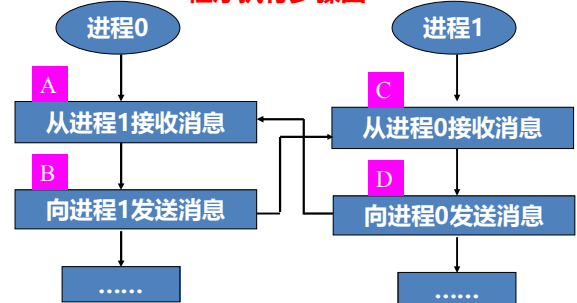 进程0
进程1
A
从进程1接收消息
C
从进程0接收消息
B
向进程1发送消息
D
向进程0发送消息
......
......